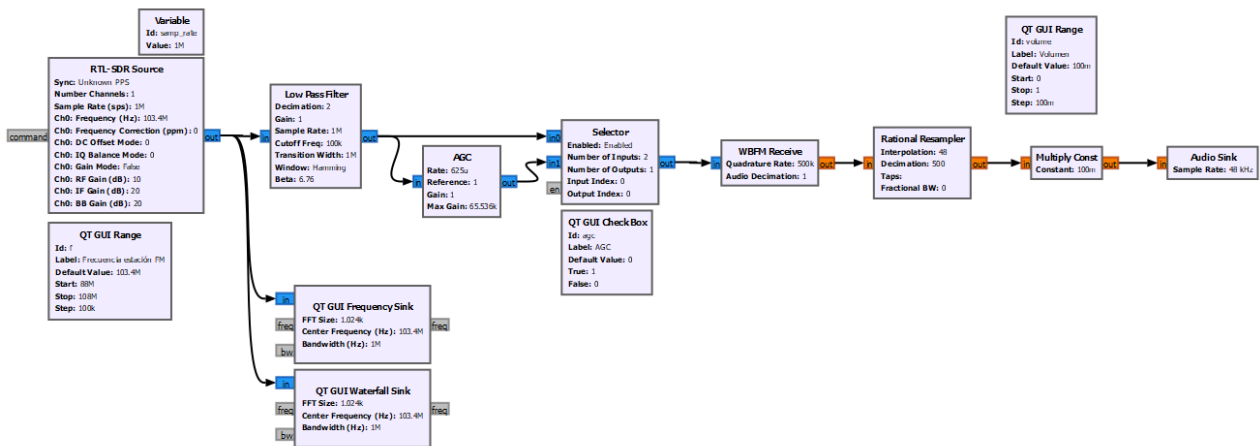 Variable
Id: samp_rate
Value: 1M
RTL-SDR Source
Sync: Unknown PPS
Number Channels: 1
Sample Rate (sps): 1M
Ch0: Frequency (Hz): 103.4M
Ch0: Frequency Correction (ppm): 0
Ch0: DC Offset Mode: 0
Ch0: IQ Balance Mode: 0
Ch0: Gain Mode: False
Ch0: RF Gain (dB): 10
Ch0: IF Gain (dB): 20
Ch0: BB Gain (dB): 20
command
out
QT GUI Range
Id: f
Label: Frecuencia estación FM
Default Value: 103.4M
Start: 88M
Stop: 108M
Step: 100k
Low Pass Filter
Decimation: 2
Gain: 1
Sample Rate: 1M
Cutoff Freq: 100k
Transition Width: 1M
Window: Hamming
Beta: 6.76
in
out
AGC
Rate: 625u
Reference: 1
Gain: 1
Max Gain: 65.536k
in
out
Selector
Enabled: Enabled
Number of Inputs: 2
Number of Outputs: 1
Input Index: 0
Output Index: 0
in0
in1
en
out
QT GUI Check Box
Id: agc
Label: AGC
Default Value: 0
True: 1
False: 0
WBFM Receive
Quadrature Rate: 500k
Audio Decimation: 1
in
out
Rational Resampler
Interpolation: 48
Decimation: 500
Taps:
Fractional BW: 0
in
out
QT GUI Range
Id: volume
Label: Volumen
Default Value: 100m
Start: 0
Stop: 1
Step: 100m
Multiply Const
Constant: 100m
in
out
Audio Sink
Sample Rate: 48 kHz
in
QT GUI Frequency Sink
FFT Size: 1.024k
Center Frequency (Hz): 103.4M
Bandwidth (Hz): 1M
in
freq
bw
freq
QT GUI Waterfall Sink
FFT Size: 1.024k
Center Frequency (Hz): 103.4M
Bandwidth (Hz): 1M
in
freq
bw
freq